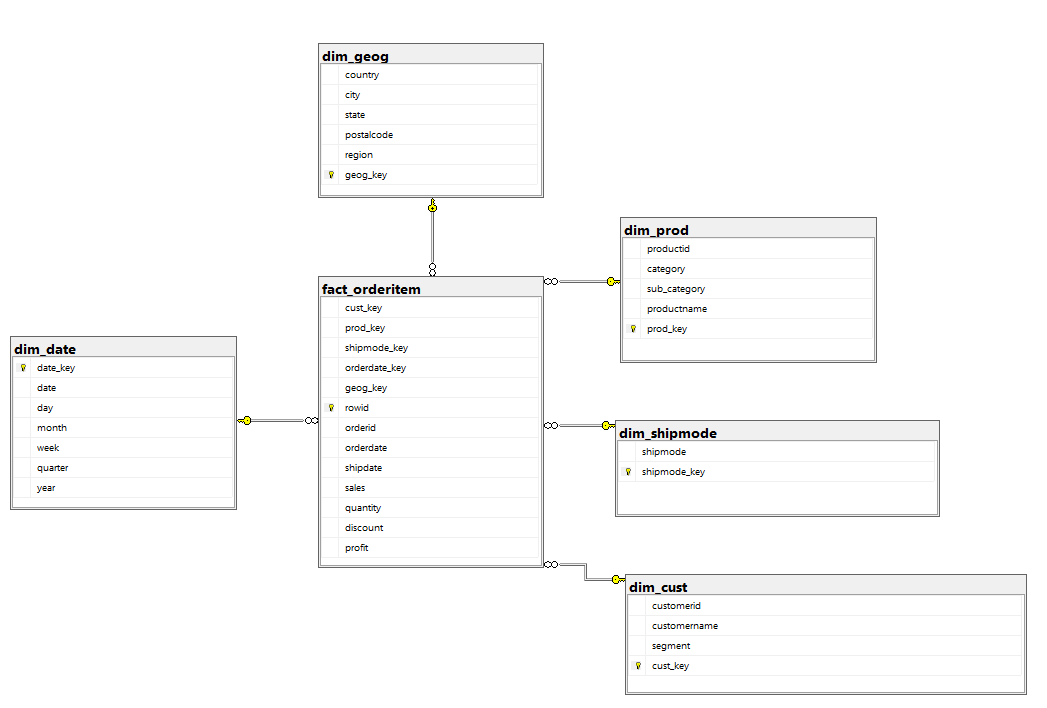 dim_geog
country
city
state
postalcode
region
geog_key
dim_prod
productid
category
sub_category
productname
prod_key
fact_orderitem
cust_key
prod_key
shipmode_key
orderdate_key
geog_key
rowid
orderid
orderdate
shipdate
sales
quantity
discount
profit
dim_date
date_key
date
day
month
week
quarter
year
dim_shipmode
shipmode
shipmode_key
dim_cust
customerid
customername
segment
cust_key